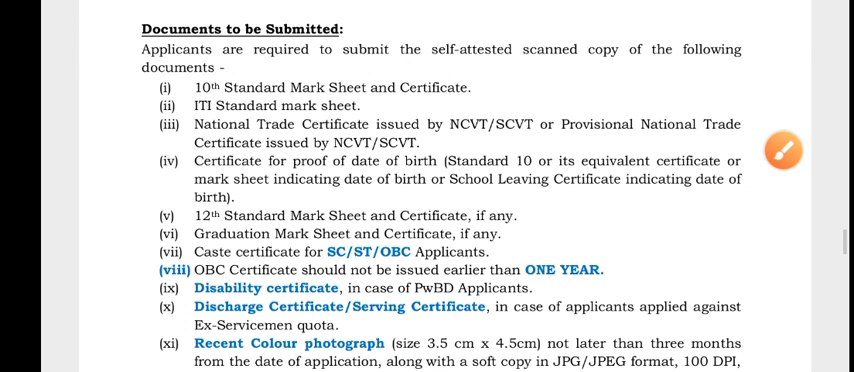 Documents to be Submitted:
Applicants are required to submit the self-attested scanned copy of the following
documents -
(i) 10th Standard Mark Sheet and Certificate.
(ii) ITI Standard mark sheet.
(iii) National Trade Certificate issued by NCVT/SCVT or Provisional National Trade
Certificate issued by NCVT/SCVT.
(iv) Certificate for proof of date of birth (Standard 10 or its equivalent certificate or
mark sheet indicating date of birth or School Leaving Certificate indicating date of
birth).
(v) 12th Standard Mark Sheet and Certificate, if any.
(vi) Graduation Mark Sheet and Certificate, if any.
(vii) Caste certificate for SC/ST/OBC Applicants.
(viii) OBC Certificate should not be issued earlier than ONE YEAR.
(ix) Disability certificate, in case of PwBD Applicants.
(x) Discharge Certificate/Serving Certificate, in case of applicants applied against
Ex-Servicemen quota.
(xi) Recent Colour photograph (size 3.5 cm x 4.5cm) not later than three months
from the date of application, along with a soft copy in JPG/JPEG format, 100 DPI,